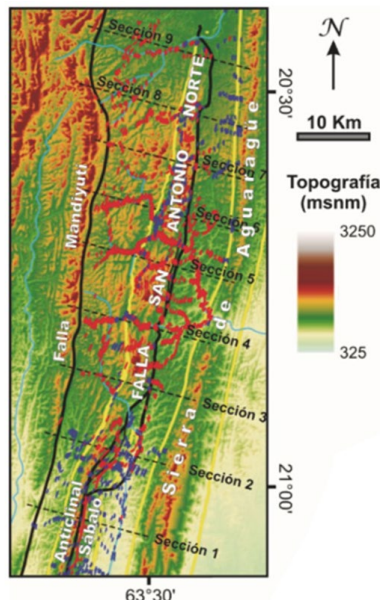 Sección 9
N
20°30'
Sección 8
NORTE
10 Km
Aguaragüe
Sección 7
ANTONIO
Topografía
(msnm)
3250
325
Mandiyuti
Sección 6
Sección 5
SAN
de
Falla
Sección 4
FALLA
Sección 3
Sierra
Sección 2
21°00'
Anticlinal
Sábalo
Sección 1
63°30'